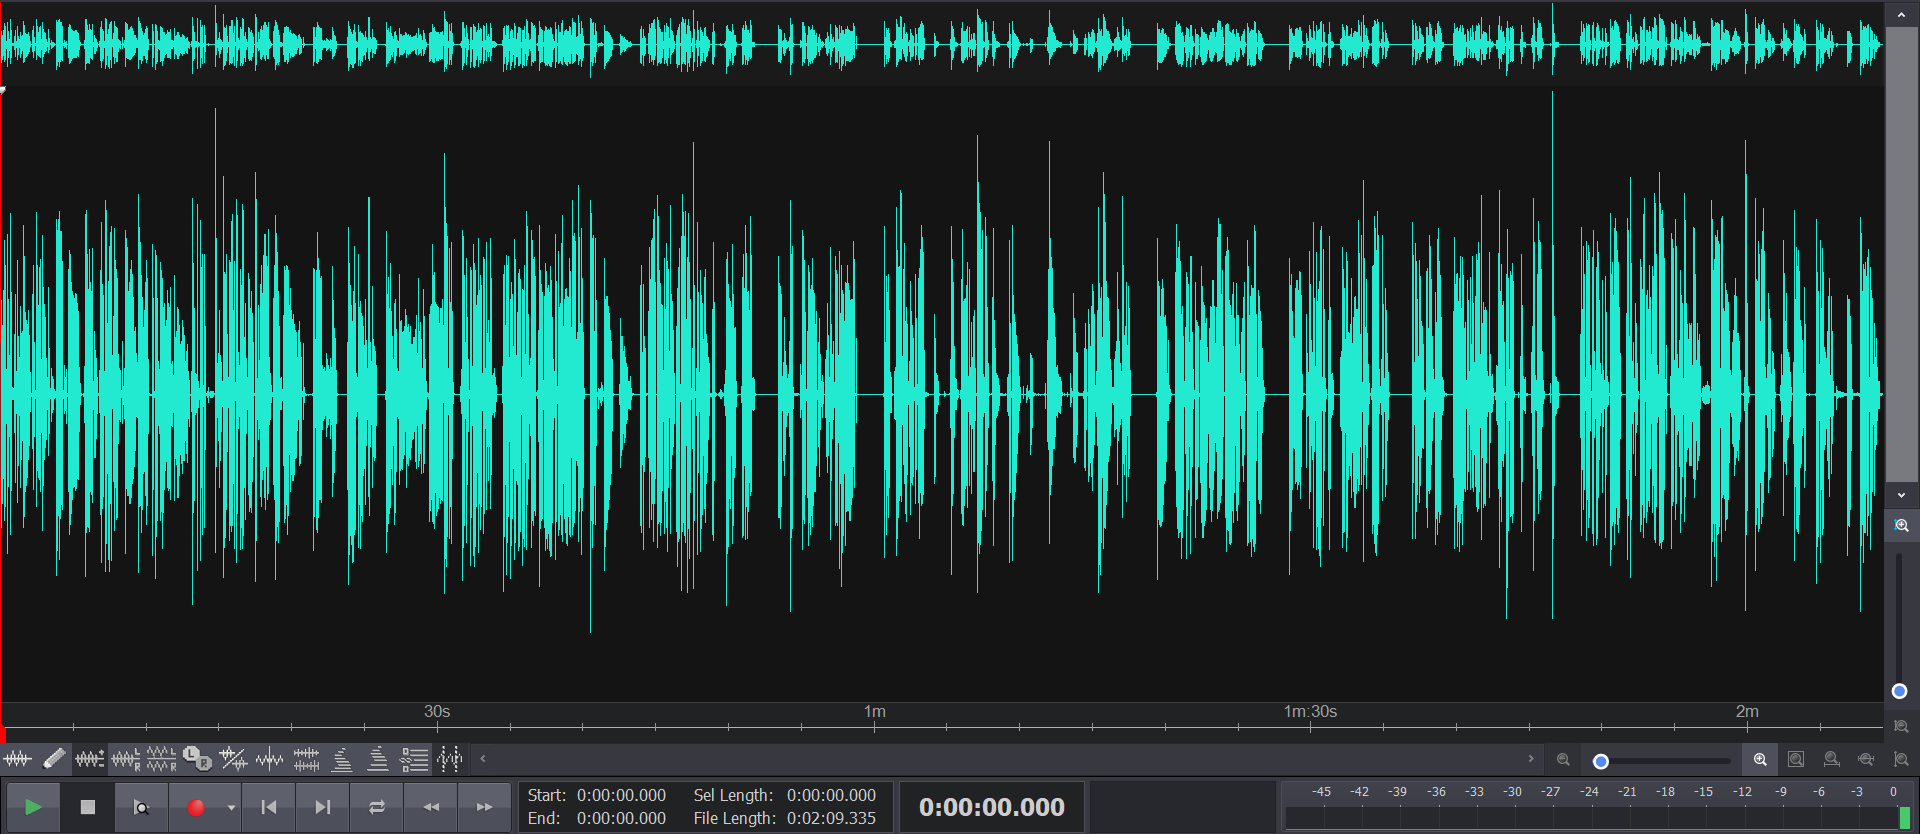 30s 1m 1m:30s 2m
L R L R L R
Start: 0:00:00.000 Sel Length: 0:00:00.000
End: 0:00:00.000 File Length: 0:02:09.335
0:00:00.000
-45 -42 -39 -36 -33 -30 -27 -24 -21 -18 -15 -12 -9 -6 -3 0